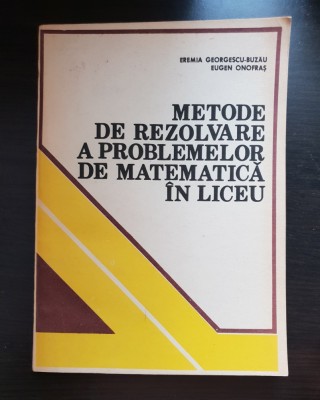 EREMIA GEORGESCU-BUZĂU
EUGEN ONOFRAȘ
METODE
DE REZOLVARE
A PROBLEMELOR
DE MATEMATICĂ
ÎN LICEU